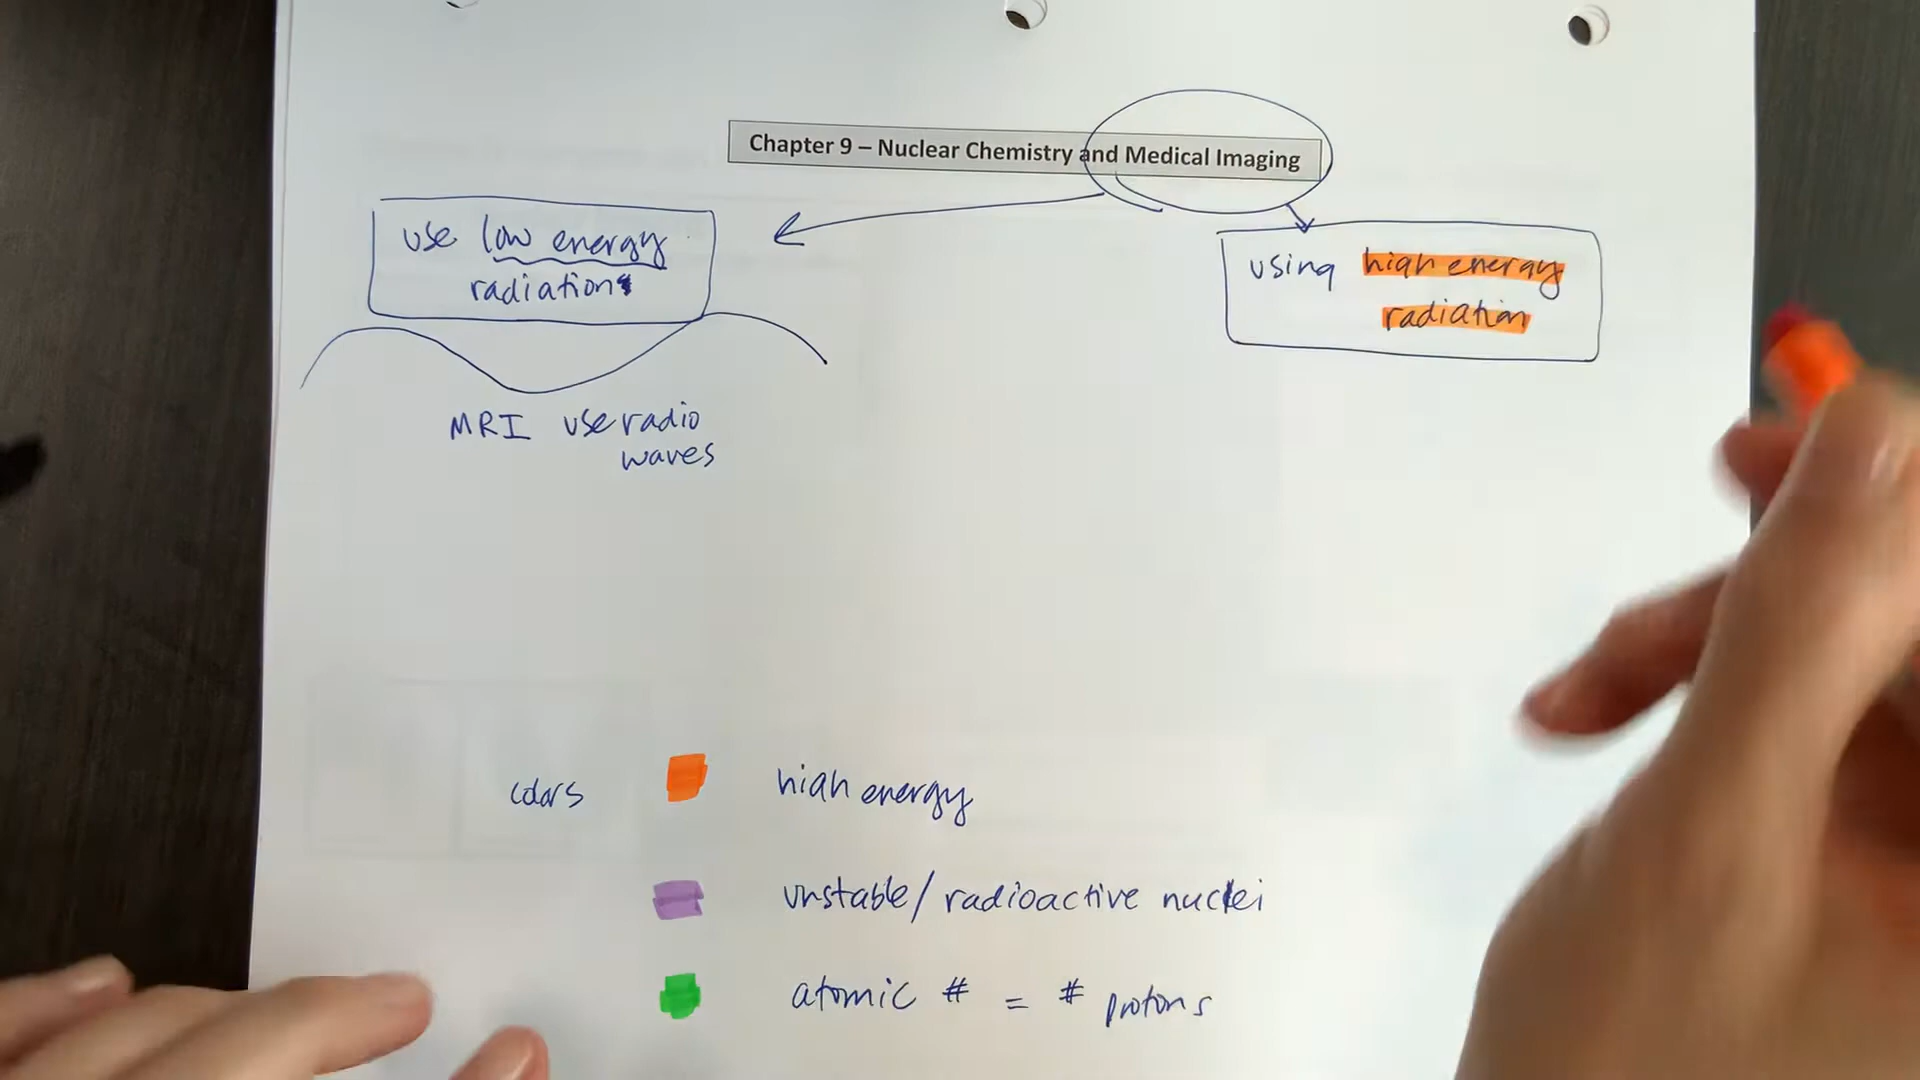 Chapter 9 – Nuclear Chemistry and Medical Imaging
use low energy
radiation
using high energy
radiation
MRI use radio
waves
colors
high energy
unstable/radioactive nuclei
atomic # = # protons